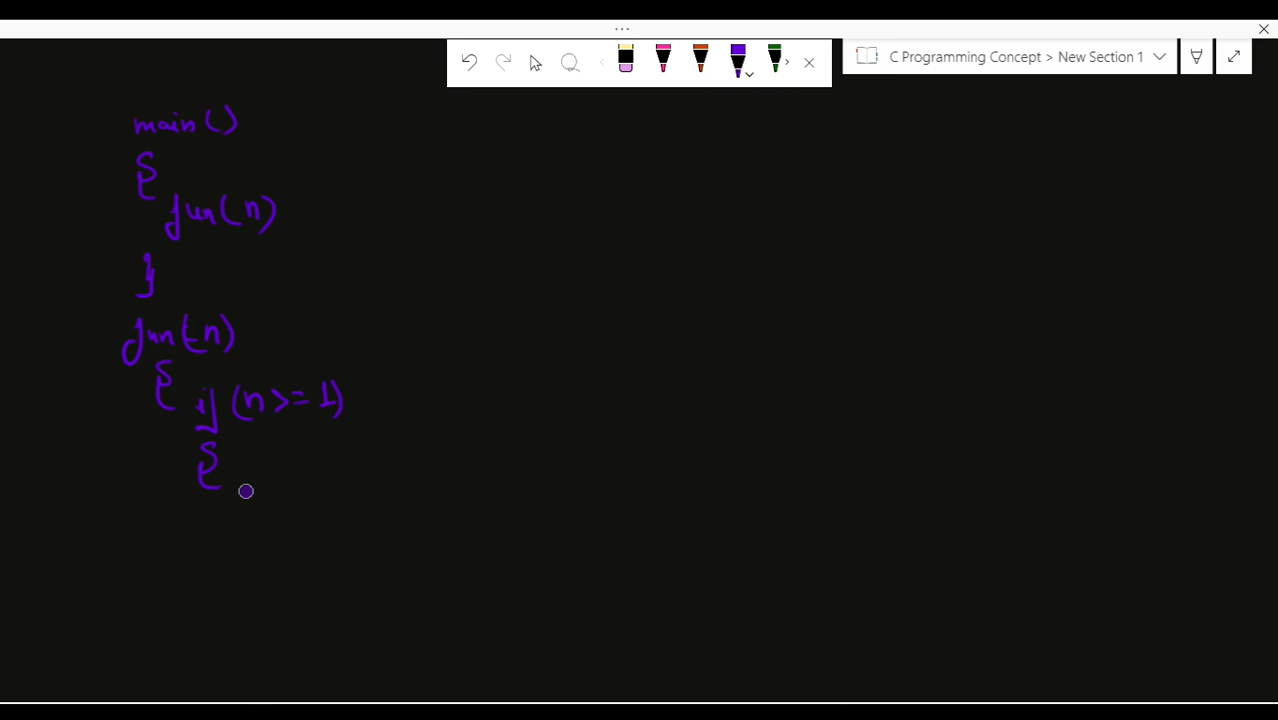 C Programming Concept > New Section 1
main()
{
fun(n)
}
fun(n)
{
if (n>=1)
{